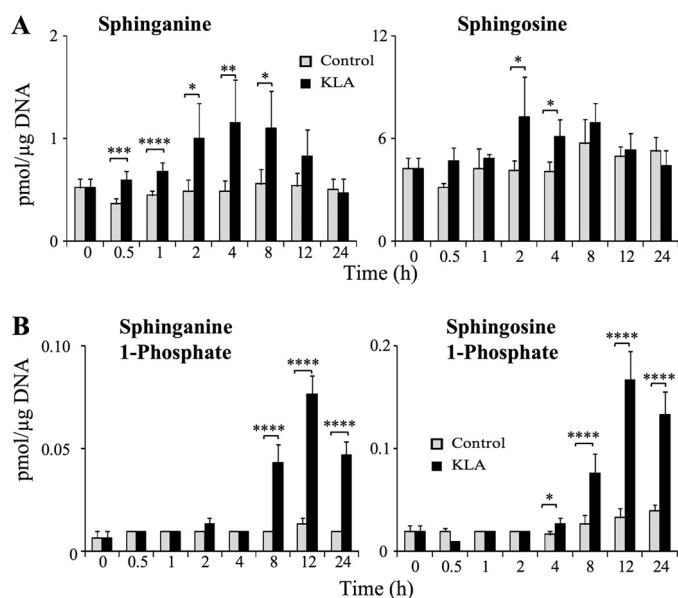 A
Sphinganine
Sphingosine
pmol/µg DNA
2
1
0
Control
KLA
***
****
*
**
*
0 0.5 1 2 4 8 12 24
12
6
0
*
*
0 0.5 1 2 4 8 12 24
Time (h)
B
Sphinganine
1-Phosphate
Sphingosine
1-Phosphate
pmol/µg DNA
0.10
0.05
0
****
****
****
0 0.5 1 2 4 8 12 24
0.2
0.1
0
Control
KLA
*
****
****
****
0 0.5 1 2 4 8 12 24
Time (h)